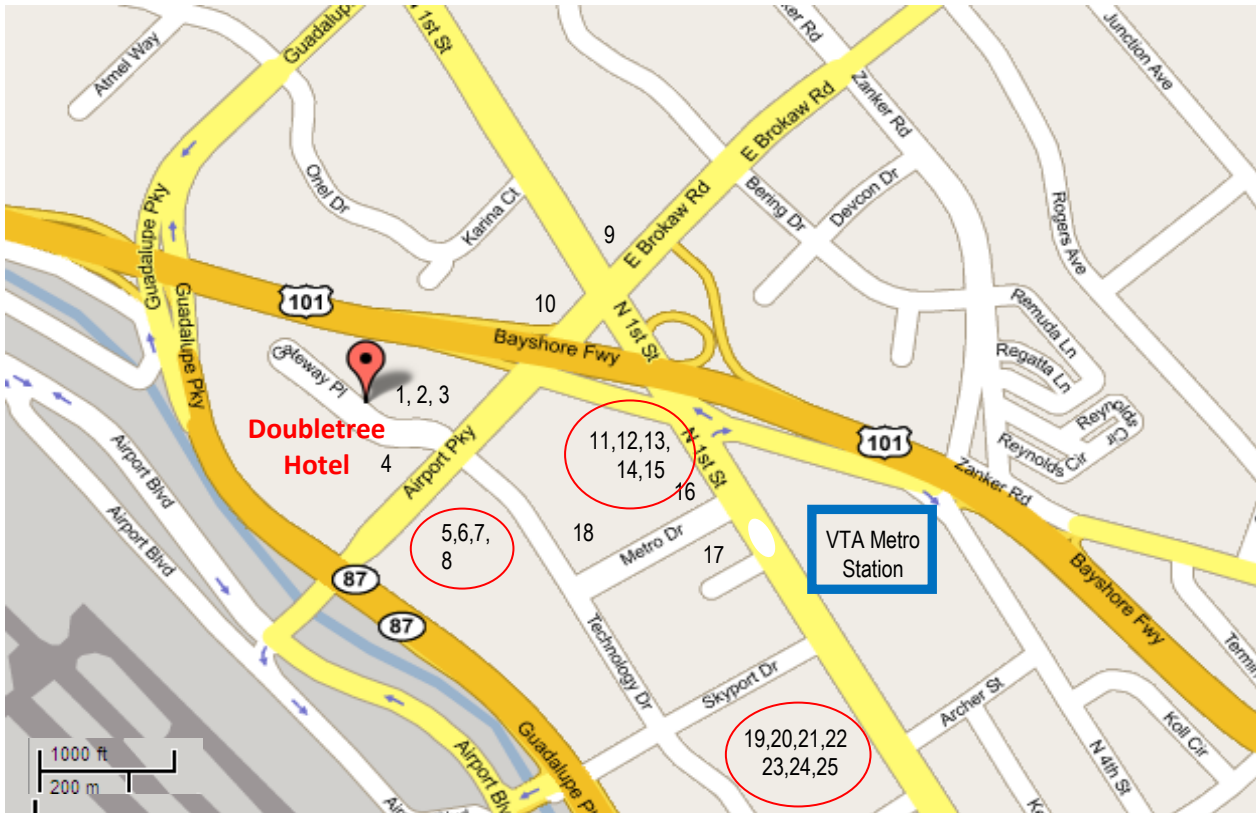 Atmel Way
Guadalupe
N 1st St
Zanker Rd
Zanker Rd
Junction Ave
E Brokaw Rd
E Brokaw Rd
Onel Dr
Karina Ct
Bering Dr
Devcon Dr
Rogers Ave
Guadalupe Pky
Guadalupe Pky
9
101
10
N 1st St
Bayshore Fwy
Remuda Ln
Regatta Ln
Reynolds Cir
Reynolds Cir
Gateway Pl
1, 2, 3
Doubletree
Hotel
4
Airport Pky
11,12,13,
14,15
N 1st St
16
101
Zanker Rd
Airport Blvd
Airport Blvd
5,6,7,
8
18
Metro Dr
17
VTA Metro
Station
Bayshore Fwy
87
87
Technology Dr
Skyport Dr
Archer St
Koll Cir
N 4th St
19,20,21,22
23,24,25
Guadalupe
Airport Blv
1000 ft
200 m